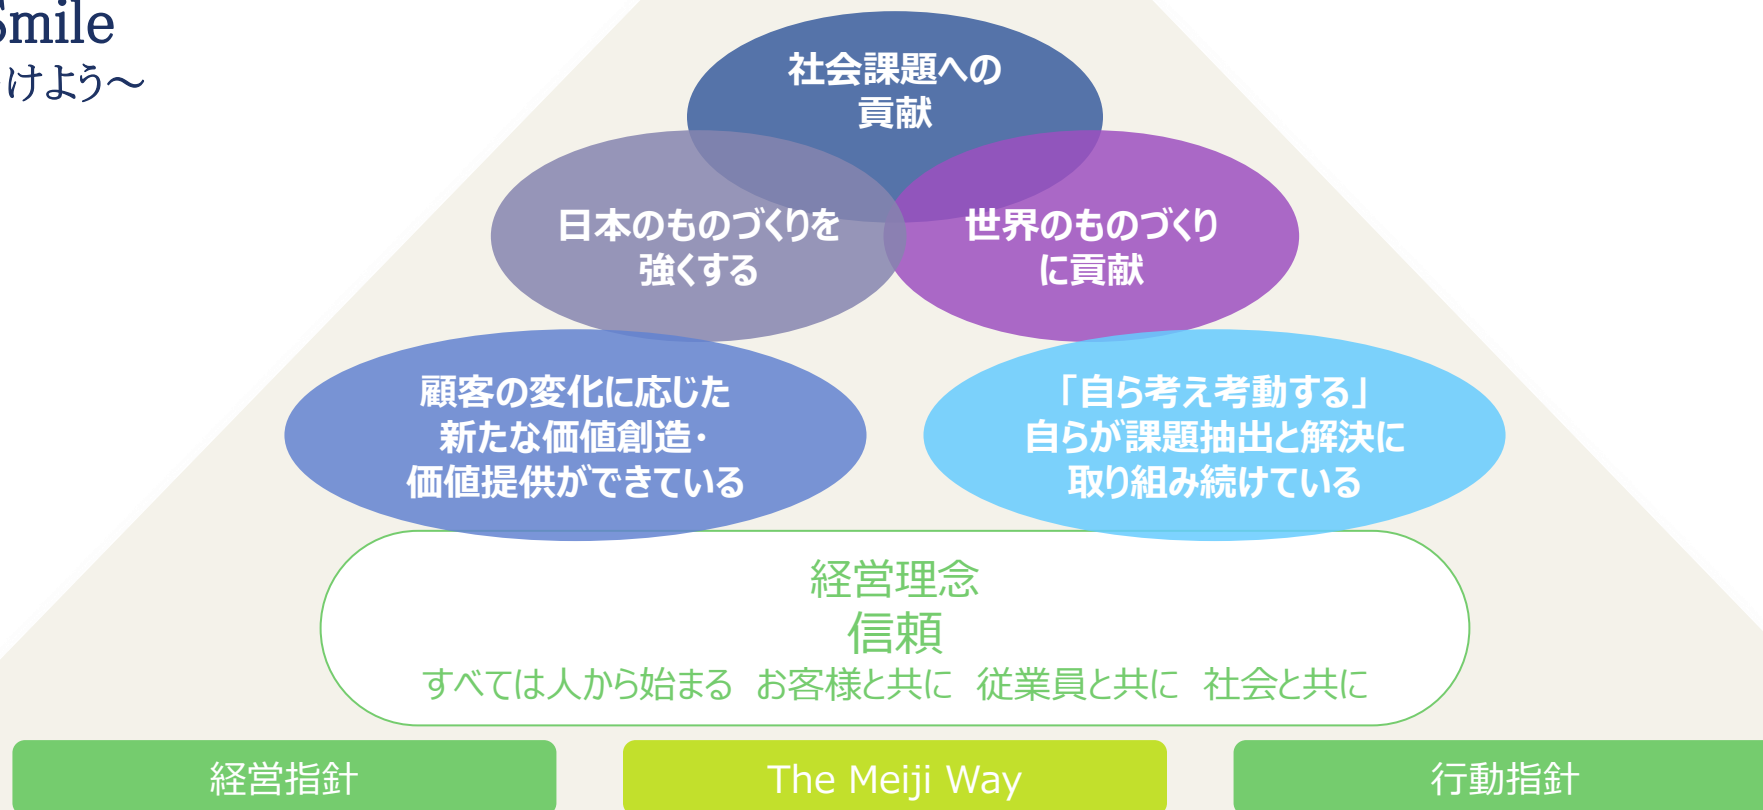 Smile
けよう～
社会課題への
貢献
日本のものづくりを
強くする
世界のものづくり
に貢献
顧客の変化に応じた
新たな価値創造・
価値提供ができている
「自ら考え考動する」
自らが課題抽出と解決に
取り組み続けている
経営理念
信頼
すべては人から始まる　お客様と共に　従業員と共に　社会と共に
経営指針
The Meiji Way
行動指針